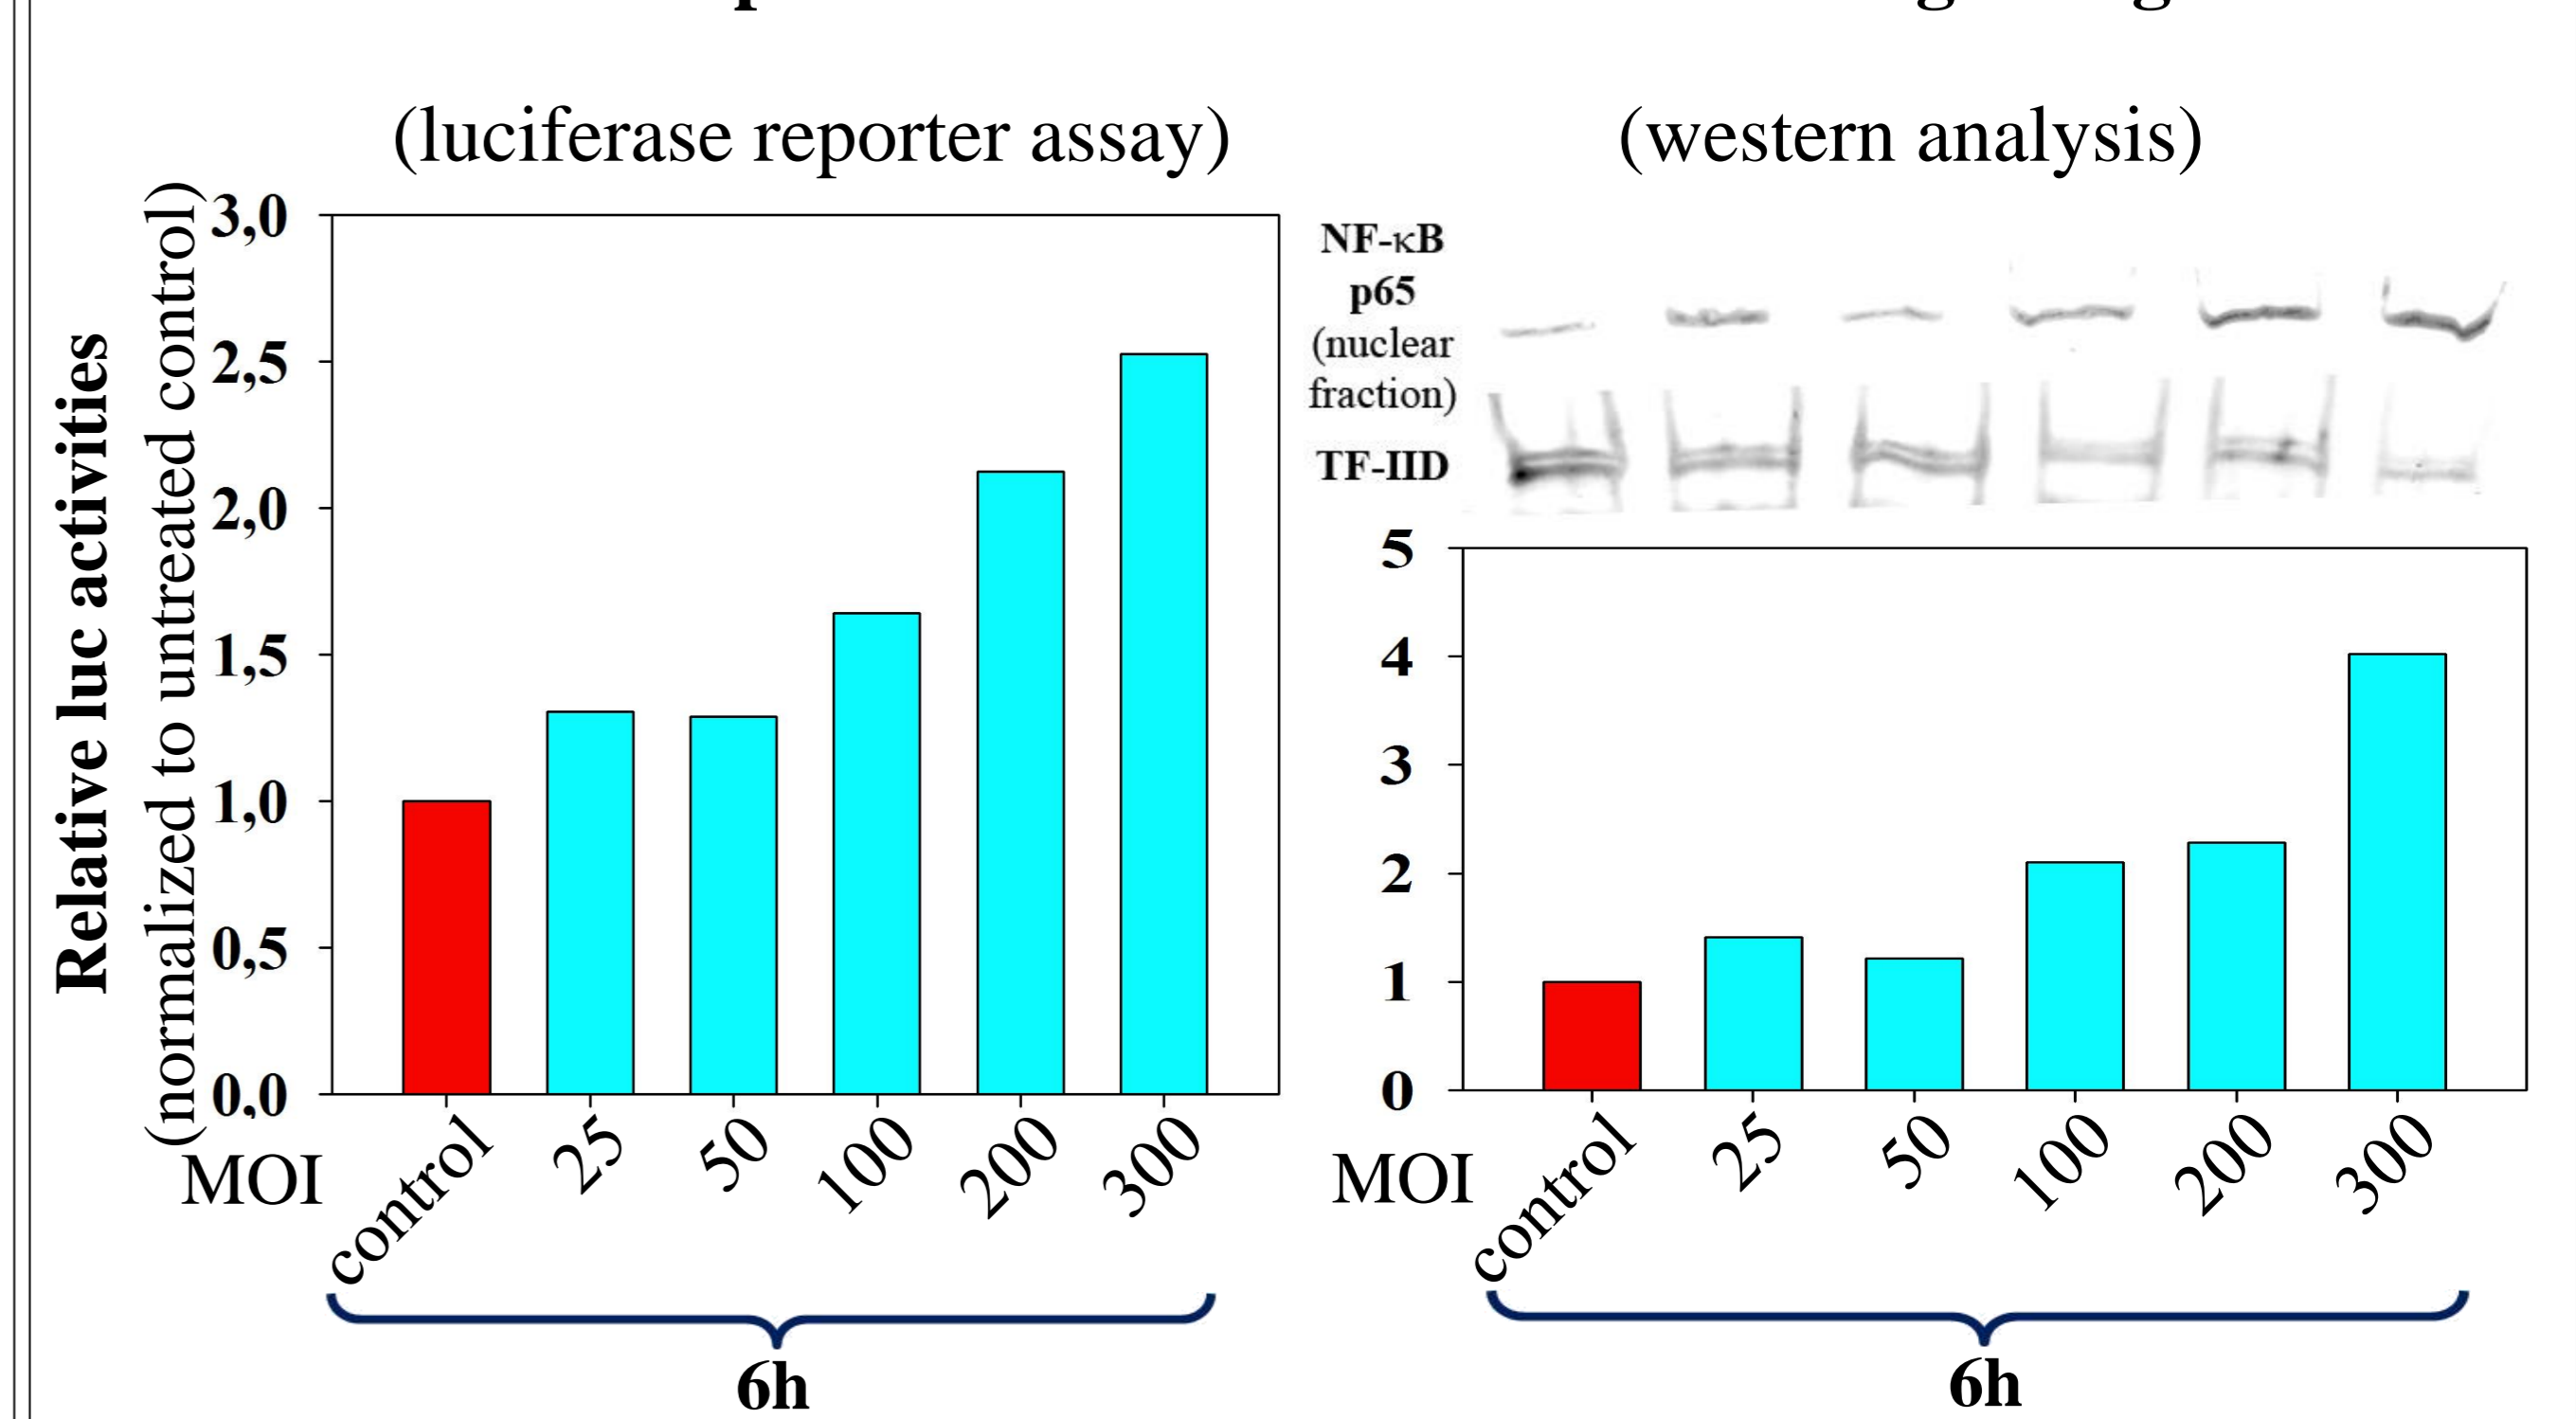 (luciferase reporter assay)
Relative luc activities
(normalized to untreated control)
3,0
2,5
2,0
1,5
1,0
0,5
0,0
MOI
control
25
50
100
200
300
6h
(western analysis)
NF-κB
p65
(nuclear
fraction)
TF-IID
5
4
3
2
1
0
MOI
control
25
50
100
200
300
6h